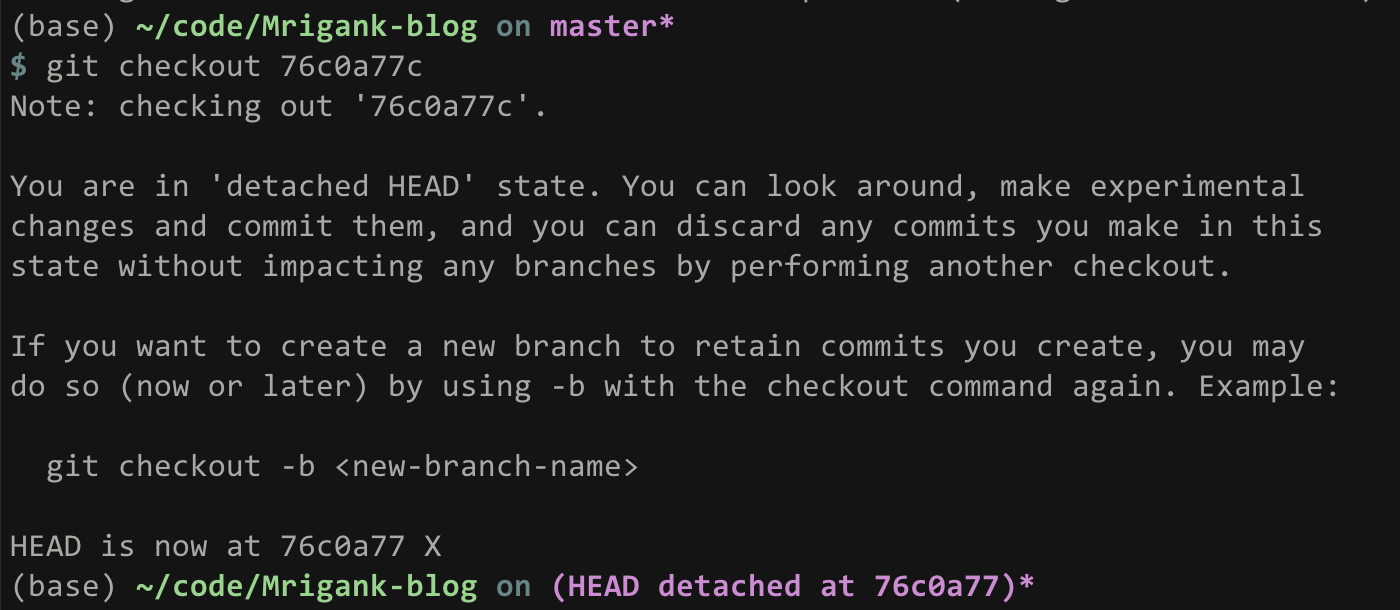 (base) ~/code/Mrigank-blog on master*
$ git checkout 76c0a77c
Note: checking out '76c0a77c'.
You are in 'detached HEAD' state. You can look around, make experimental
changes and commit them, and you can discard any commits you make in this
state without impacting any branches by performing another checkout.
If you want to create a new branch to retain commits you create, you may
do so (now or later) by using -b with the checkout command again. Example:
git checkout -b <new-branch-name>
HEAD is now at 76c0a77 X
(base) ~/code/Mrigank-blog on (HEAD detached at 76c0a77)*